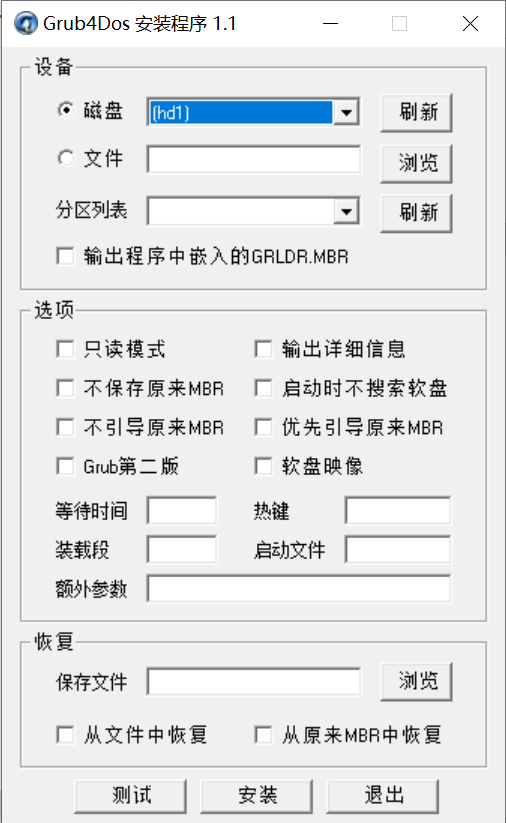 Grub4Dos 安装程序 1.1
设备
磁盘 (hd1) 刷新
文件 浏览
分区列表 刷新
输出程序中嵌入的GRLDR.MBR
选项
只读模式 输出详细信息
不保存原来MBR 启动时不搜索软盘
不引导原来MBR 优先引导原来MBR
Grub第二版 软盘映像
等待时间 热键
装载段 启动文件
额外参数
恢复
保存文件 浏览
从文件中恢复 从原来MBR中恢复
测试 安装 退出